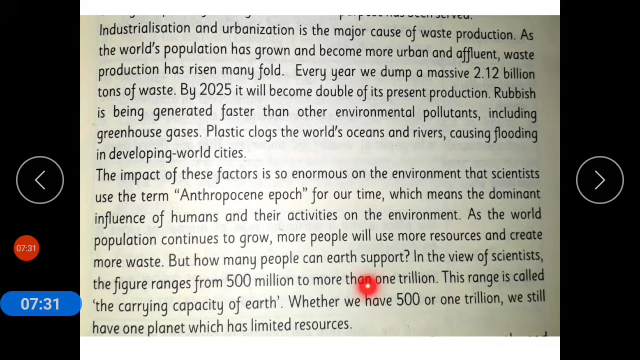 purpose has been served.
Industrialisation and urbanization is the major cause of waste production. As
the world's population has grown and become more urban and affluent, waste
production has risen many fold. Every year we dump a massive 2.12 billion
tons of waste. By 2025 it will become double of its present production. Rubbish
is being generated faster than other environmental pollutants, including
greenhouse gases. Plastic clogs the world's oceans and rivers, causing flooding
in developing-world cities.
The impact of these factors is so enormous on the environment that scientists
use the term "Anthropocene epoch" for our time, which means the dominant
influence of humans and their activities on the environment. As the world
population continues to grow, more people will use more resources and create
more waste. But how many people can earth support? In the view of scientists,
the figure ranges from 500 million to more than one trillion. This range is called
'the carrying capacity of earth'. Whether we have 500 or one trillion, we still
have one planet which has limited resources.
07:31
07:31